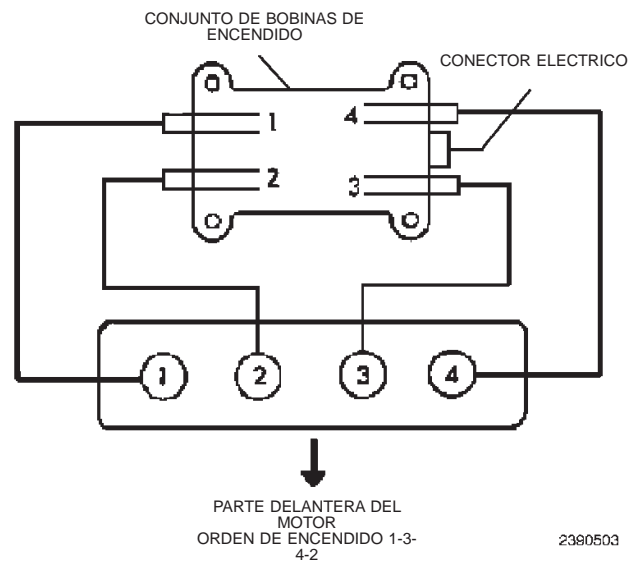 CONJUNTO DE BOBINAS DE
ENCENDIDO
CONECTOR ELECTRICO
1
4
2
3
1
2
3
4
PARTE DELANTERA DEL
MOTOR
ORDEN DE ENCENDIDO 1-3-
4-2
2390503